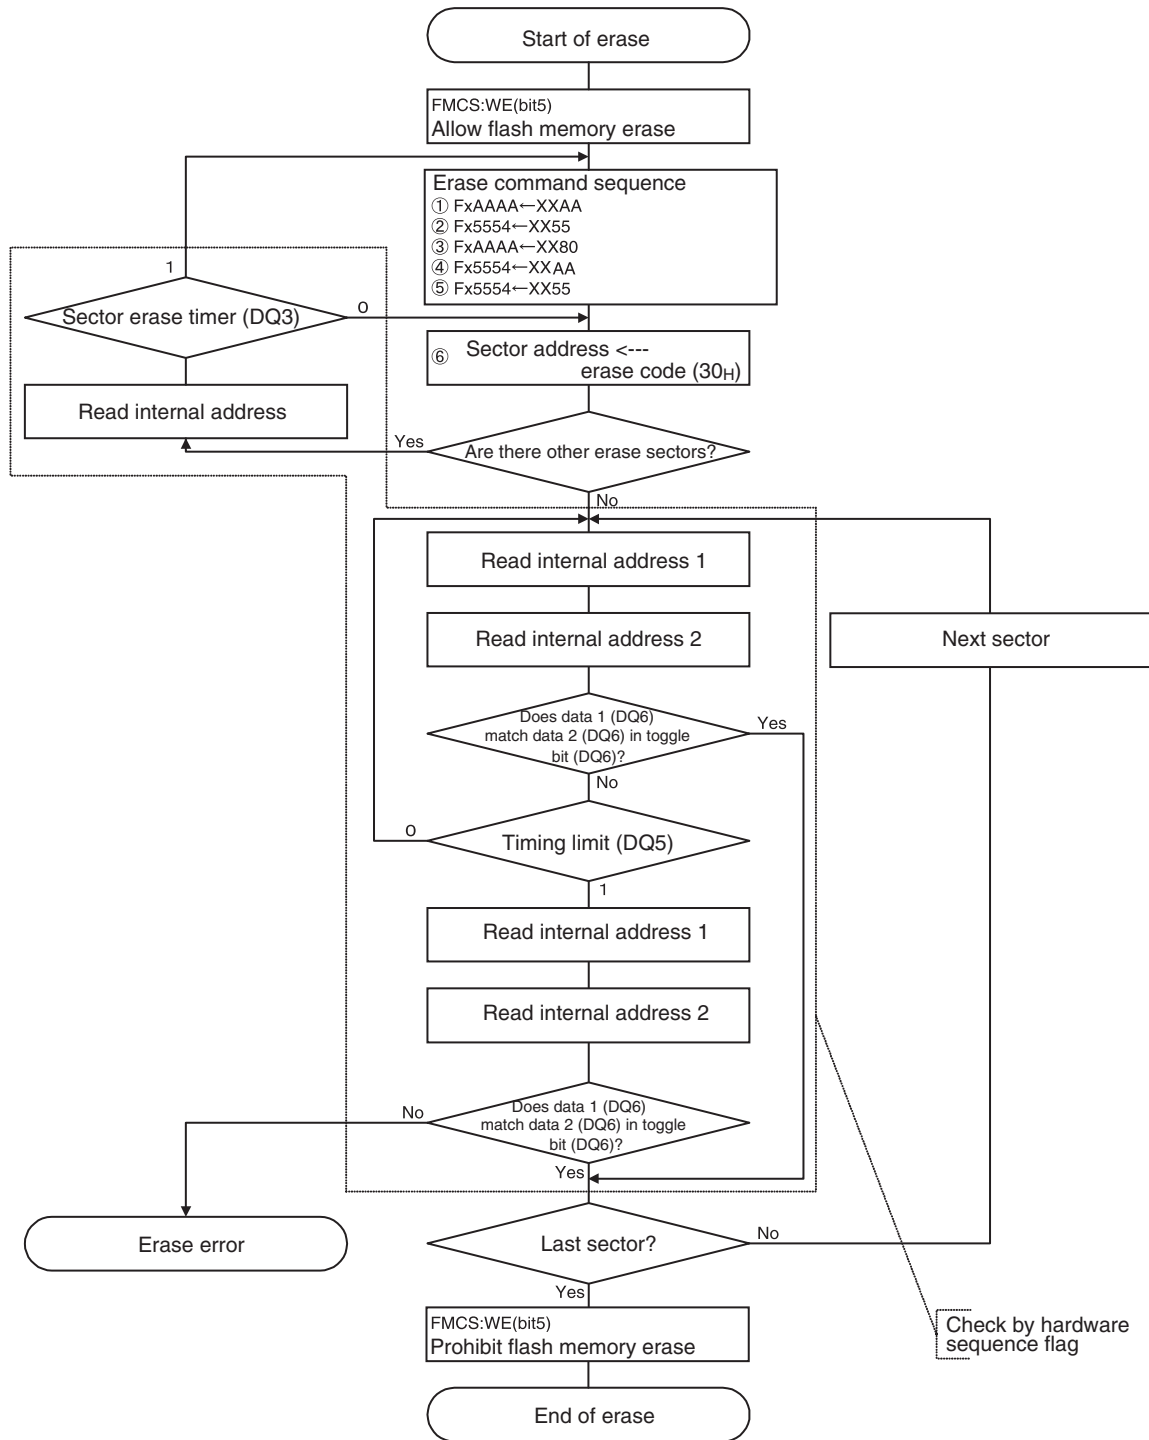 Start of erase
FMCS:WE(bit5)
Allow flash memory erase
Erase command sequence
① FxAAAA←XXAA
② Fx5554←XX55
③ FxAAAA←XX80
④ Fx5554←XXAA
⑤ Fx5554←XX55
1
Sector erase timer (DQ3)
0
⑥ Sector address <---
erase code (30H)
Read internal address
Yes
Are there other erase sectors?
No
Read internal address 1
Read internal address 2
Next sector
Does data 1 (DQ6)
match data 2 (DQ6) in toggle
bit (DQ6)?
Yes
No
0
Timing limit (DQ5)
1
Read internal address 1
Read internal address 2
No
Does data 1 (DQ6)
match data 2 (DQ6) in toggle
bit (DQ6)?
Yes
Erase error
Last sector?
No
Yes
FMCS:WE(bit5)
Prohibit flash memory erase
Check by hardware
sequence flag
End of erase